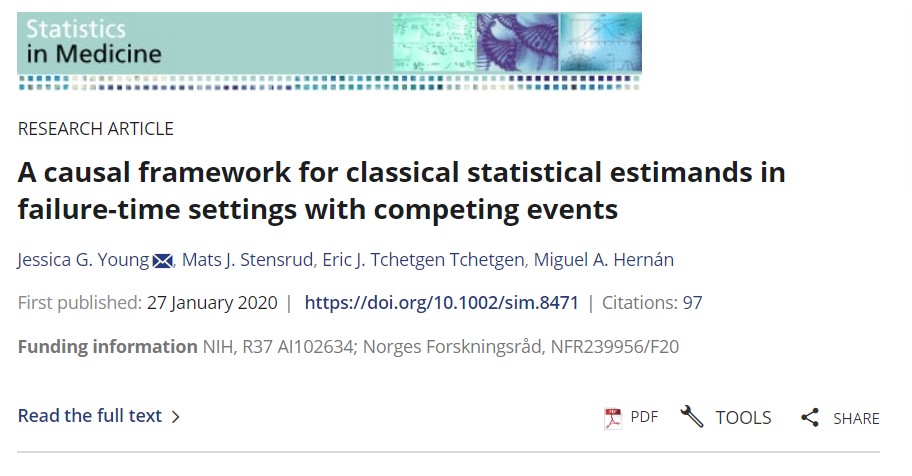 Statistics
in Medicine
RESEARCH ARTICLE
A causal framework for classical statistical estimands in
failure-time settings with competing events
Jessica G. Young, Mats J. Stensrud, Eric J. Tchetgen Tchetgen, Miguel A. Hernán
First published: 27 January 2020 | https://doi.org/10.1002/sim.8471 | Citations: 97
Funding information NIH, R37 AI102634; Norges Forskningsråd, NFR239956/F20
Read the full text > PDF TOOLS SHARE